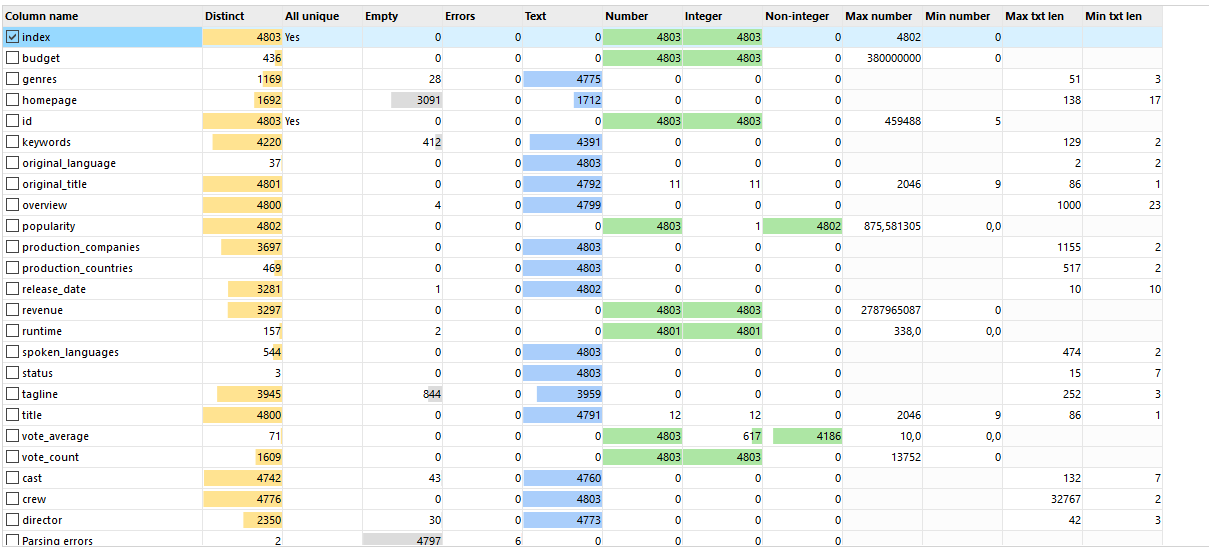 Column name Distinct All unique Empty Errors Text Number Integer Non-integer Max number Min number Max txt len Min txt len
index 4803 Yes 0 0 0 4803 4803 0 4802 0
budget 436 0 0 0 4803 4803 0 380000000 0
genres 1169 28 0 4775 0 0 0 51 3
homepage 1692 3091 0 1712 0 0 0 138 17
id 4803 Yes 0 0 0 4803 4803 0 459488 5
keywords 4220 412 0 4391 0 0 0 129 2
original_language 37 0 0 4803 0 0 0 2 2
original_title 4801 0 0 4792 11 11 0 2046 9 86 1
overview 4800 4 0 4799 0 0 0 1000 23
popularity 4802 0 0 0 4803 1 4802 875,581305 0,0
production_companies 3697 0 0 4803 0 0 0 1155 2
production_countries 469 0 0 4803 0 0 0 517 2
release_date 3281 1 0 4802 0 0 0 10 10
revenue 3297 0 0 0 4803 4803 0 2787965087 0
runtime 157 2 0 0 4801 4801 0 338,0 0,0
spoken_languages 544 0 0 4803 0 0 0 474 2
status 3 0 0 4803 0 0 0 15 7
tagline 3945 844 0 3959 0 0 0 252 3
title 4800 0 0 4791 12 12 0 2046 9 86 1
vote_average 71 0 0 0 4803 617 4186 10,0 0,0
vote_count 1609 0 0 0 4803 4803 0 13752 0
cast 4742 43 0 4760 0 0 0 132 7
crew 4776 0 0 4803 0 0 0 32767 2
director 2350 30 0 4773 0 0 0 42 3
Parsing errors 2 4797 6 0 0 0 0